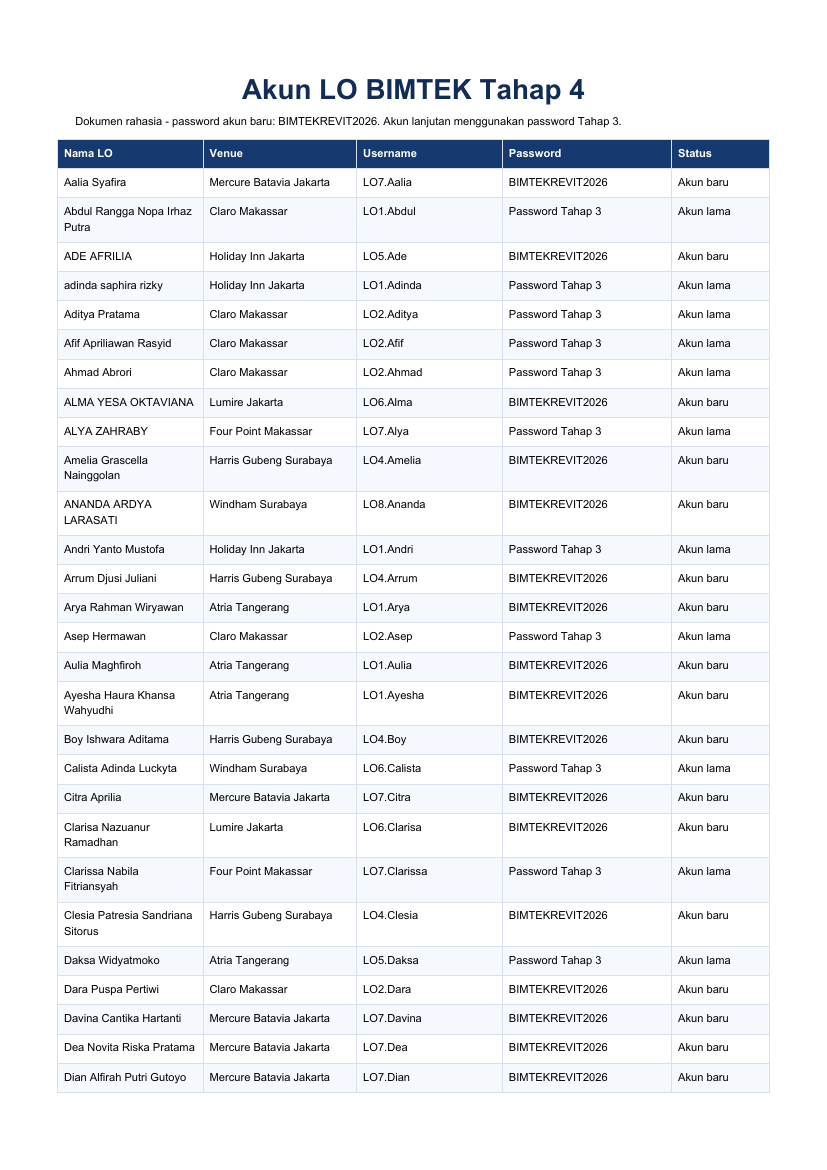 Akun LO BIMTEK Tahap 4
Dokumen rahasia - password akun baru: BIMTEKREVIT2026. Akun lanjutan menggunakan password Tahap 3.
Nama LO Venue Username Password Status
Aalia Syafira Mercure Batavia Jakarta LO7.Aalia BIMTEKREVIT2026 Akun baru
Abdul Rangga Nopa Irhaz Claro Makassar LO1.Abdul Password Tahap 3 Akun lama
Putra
ADE AFRILIA Holiday Inn Jakarta LO5.Ade BIMTEKREVIT2026 Akun baru
adinda saphira rizky Holiday Inn Jakarta LO1.Adinda Password Tahap 3 Akun lama
Aditya Pratama Claro Makassar LO2.Aditya Password Tahap 3 Akun lama
Afif Apriliawan Rasyid Claro Makassar LO2.Afif Password Tahap 3 Akun lama
Ahmad Abrori Claro Makassar LO2.Ahmad Password Tahap 3 Akun lama
ALMA YESA OKTAVIANA Lumire Jakarta LO6.Alma BIMTEKREVIT2026 Akun baru
ALYA ZAHRABY Four Point Makassar LO7.Alya Password Tahap 3 Akun lama
Amelia Grascella Harris Gubeng Surabaya LO4.Amelia BIMTEKREVIT2026 Akun baru
Nainggolan
ANANDA ARDYA Windham Surabaya LO8.Ananda BIMTEKREVIT2026 Akun baru
LARASATI
Andri Yanto Mustofa Holiday Inn Jakarta LO1.Andri Password Tahap 3 Akun lama
Arrum Djusi Juliani Harris Gubeng Surabaya LO4.Arrum BIMTEKREVIT2026 Akun baru
Arya Rahman Wiryawan Atria Tangerang LO1.Arya BIMTEKREVIT2026 Akun baru
Asep Hermawan Claro Makassar LO2.Asep Password Tahap 3 Akun lama
Aulia Maghfiroh Atria Tangerang LO1.Aulia BIMTEKREVIT2026 Akun baru
Ayesha Haura Khansa Atria Tangerang LO1.Ayesha BIMTEKREVIT2026 Akun baru
Wahyudhi
Boy Ishwara Aditama Harris Gubeng Surabaya LO4.Boy BIMTEKREVIT2026 Akun baru
Calista Adinda Luckyta Windham Surabaya LO6.Calista Password Tahap 3 Akun lama
Citra Aprilia Mercure Batavia Jakarta LO7.Citra BIMTEKREVIT2026 Akun baru
Clarisa Nazuanur Lumire Jakarta LO6.Clarisa BIMTEKREVIT2026 Akun baru
Ramadhan
Clarissa Nabila Four Point Makassar LO7.Clarissa Password Tahap 3 Akun lama
Fitriansyah
Clesia Patresia Sandriana Harris Gubeng Surabaya LO4.Clesia BIMTEKREVIT2026 Akun baru
Sitorus
Daksa Widyatmoko Atria Tangerang LO5.Daksa Password Tahap 3 Akun lama
Dara Puspa Pertiwi Claro Makassar LO2.Dara BIMTEKREVIT2026 Akun baru
Davina Cantika Hartanti Mercure Batavia Jakarta LO7.Davina BIMTEKREVIT2026 Akun baru
Dea Novita Riska Pratama Mercure Batavia Jakarta LO7.Dea BIMTEKREVIT2026 Akun baru
Dian Alfirah Putri Gutoyo Mercure Batavia Jakarta LO7.Dian BIMTEKREVIT2026 Akun baru